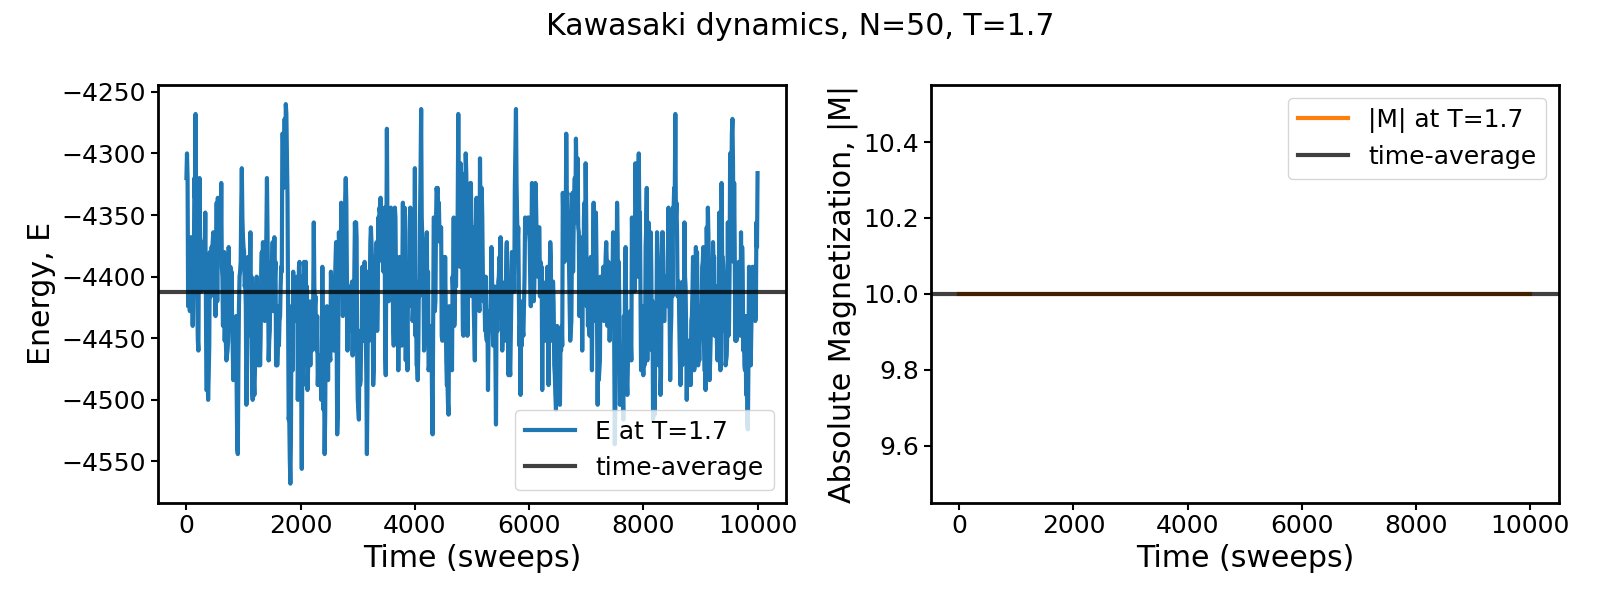 Kawasaki dynamics, N=50, T=1.7
Energy, E
−4250
−4300
−4350
−4400
−4450
−4500
−4550
0 2000 4000 6000 8000 10000
Time (sweeps)
E at T=1.7
time-average
Absolute Magnetization, |M|
10.4
10.2
10.0
9.8
9.6
0 2000 4000 6000 8000 10000
Time (sweeps)
|M| at T=1.7
time-average